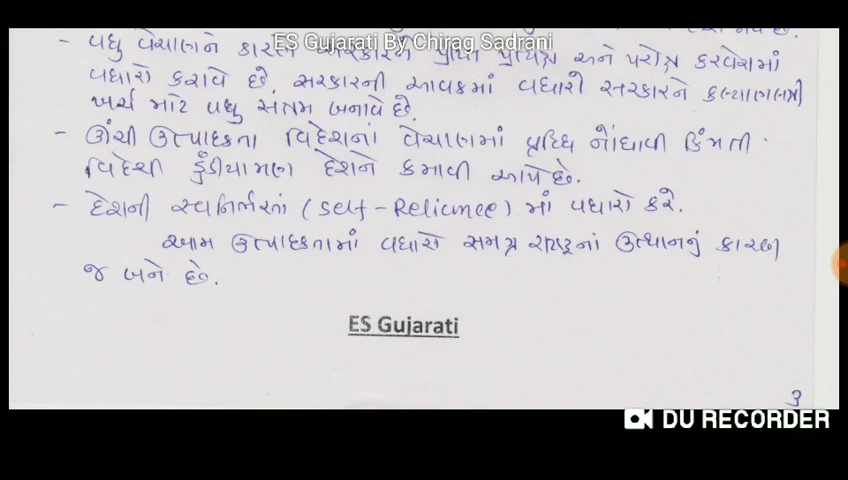 ES Gujarati By Chirag Sadrani
- વધુ વેચાણને કારણે સરકારને પ્રત્યક્ષ અને પરોક્ષ કરવેરામાં
વધારો કરાવે છે. સરકારની આવકમાં વધારો સરકારને કલ્યાણલક્ષી
ખર્ચ માટે વધુ સક્ષમ બનાવે છે.
- ઊંચી ઉત્પાદકતા વિદેશનાં વેચાણમાં વૃદ્ધિ નોંધાવી કિંમતી
વિદેશી હૂંડીયામણ દેશને કમાવી આપે છે.
- દેશની સ્વનિર્ભરતાં (Self-Reliance) માં વધારો કરે.
આમ ઉત્પાદકતામાં વધારો સમગ્ર રાષ્ટ્રનાં ઉત્થાનનું કારણ
જ બને છે.
ES Gujarati
૩
DU RECORDER